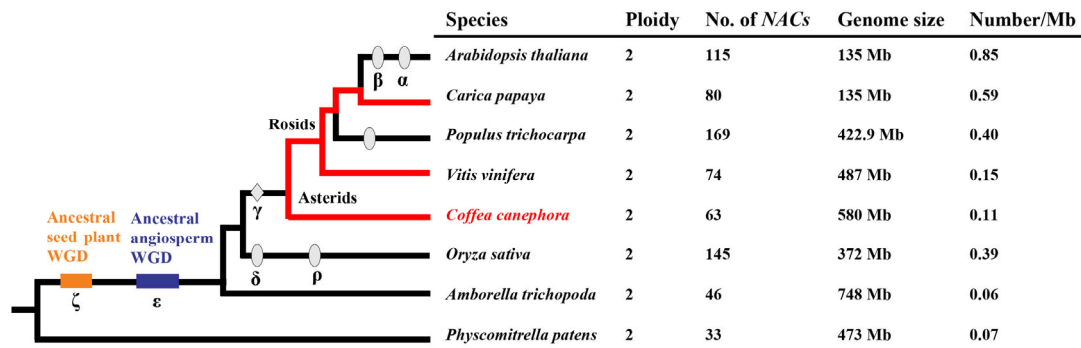 Species Ploidy No. of NACs Genome size Number/Mb
Arabidopsis thaliana 2 115 135 Mb 0.85
β α
Carica papaya 2 80 135 Mb 0.59
Rosids
Populus trichocarpa 2 169 422.9 Mb 0.40
Vitis vinifera 2 74 487 Mb 0.15
Asterids
γ
Coffea canephora 2 63 580 Mb 0.11
Ancestral seed plant WGD
Ancestral angiosperm WGD
Oryza sativa 2 145 372 Mb 0.39
δ ρ
Amborella trichopoda 2 46 748 Mb 0.06
ζ ε
Physcomitrella patens 2 33 473 Mb 0.07